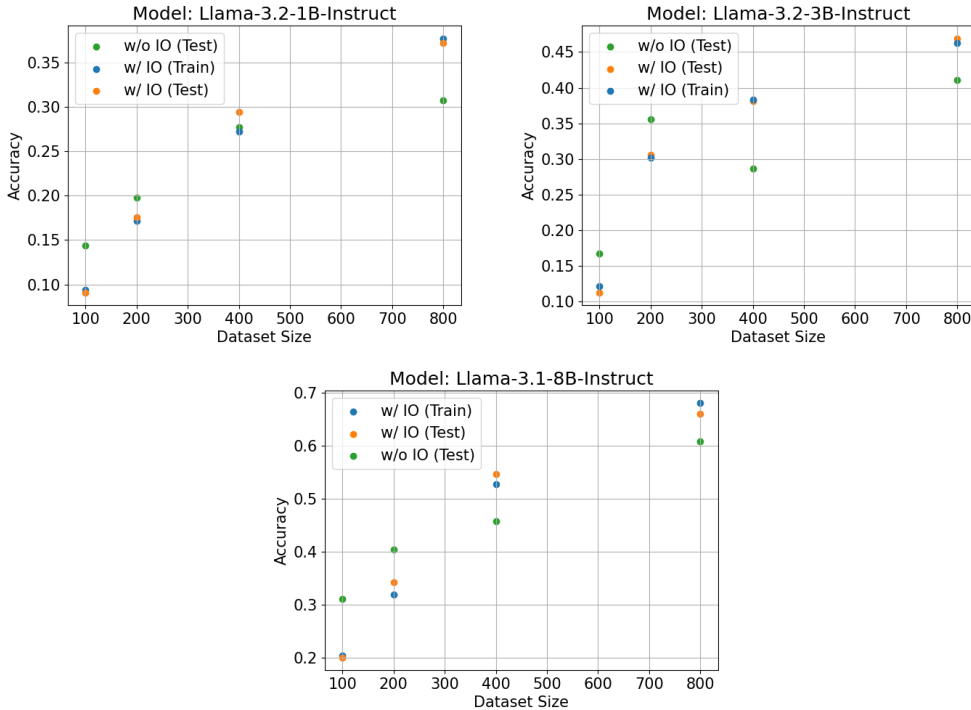 Model: Llama-3.2-1B-Instruct
w/o IO (Test)
w/ IO (Train)
w/ IO (Test)
0.35
0.30
0.25
0.20
0.15
0.10
Accuracy
100 200 300 400 500 600 700 800
Dataset Size
Model: Llama-3.2-3B-Instruct
w/o IO (Test)
w/ IO (Test)
w/ IO (Train)
0.45
0.40
0.35
0.30
0.25
0.20
0.15
0.10
Accuracy
100 200 300 400 500 600 700 800
Dataset Size
Model: Llama-3.1-8B-Instruct
w/ IO (Train)
w/ IO (Test)
w/o IO (Test)
0.7
0.6
0.5
0.4
0.3
0.2
Accuracy
100 200 300 400 500 600 700 800
Dataset Size